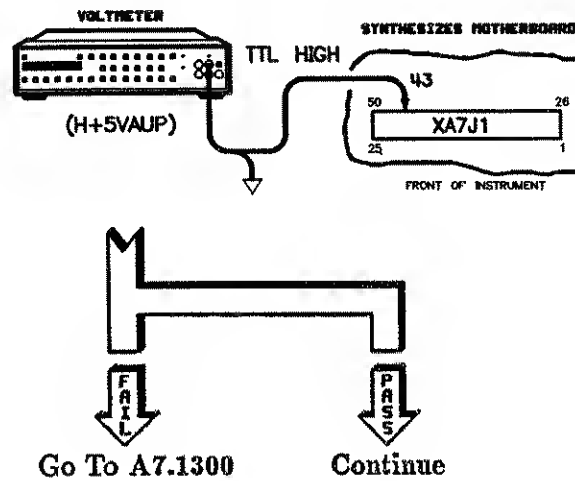 VOLTMETER
SYNTHESIZES MOTHERBOARD
TTL HIGH
43
(H+5VAUP)
50
26
XA7J1
25
1
FRONT OF INSTRUMENT
FAIL
PASS
Go To A7.1300
Continue